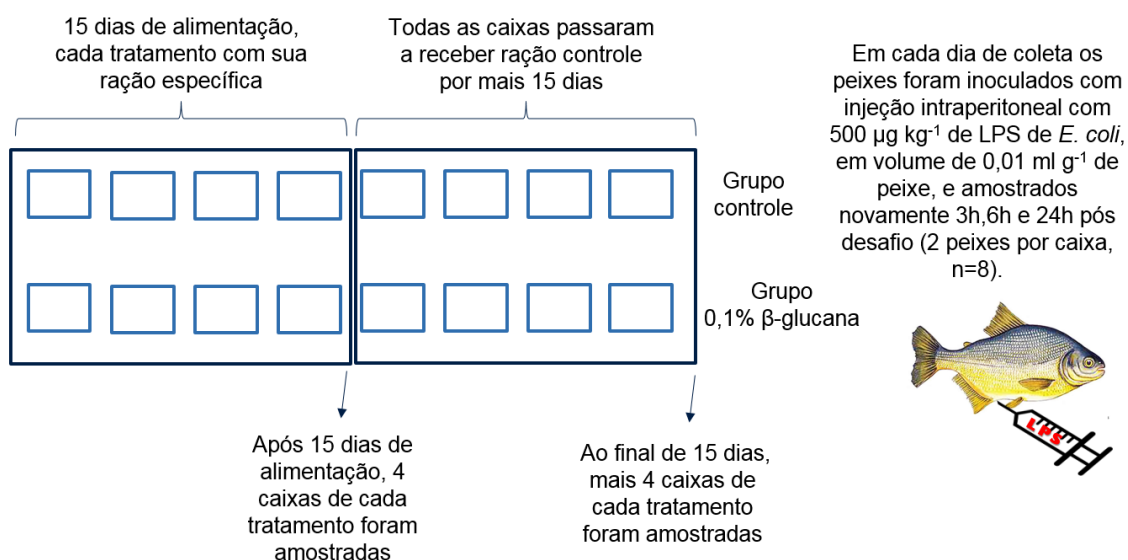 15 dias de alimentação,
cada tratamento com sua
ração específica
Todas as caixas passaram
a receber ração controle
por mais 15 dias
Em cada dia de coleta os
peixes foram inoculados com
injeção intraperitoneal com
500 µg kg⁻¹ de LPS de E. coli,
em volume de 0,01 ml g⁻¹ de
peixe, e amostrados
novamente 3h,6h e 24h pós
desafio (2 peixes por caixa,
n=8).
Grupo
controle
Grupo
0,1% β-glucana
LPS
Após 15 dias de
alimentação, 4
caixas de cada
tratamento foram
amostradas
Ao final de 15 dias,
mais 4 caixas de
cada tratamento
foram amostradas